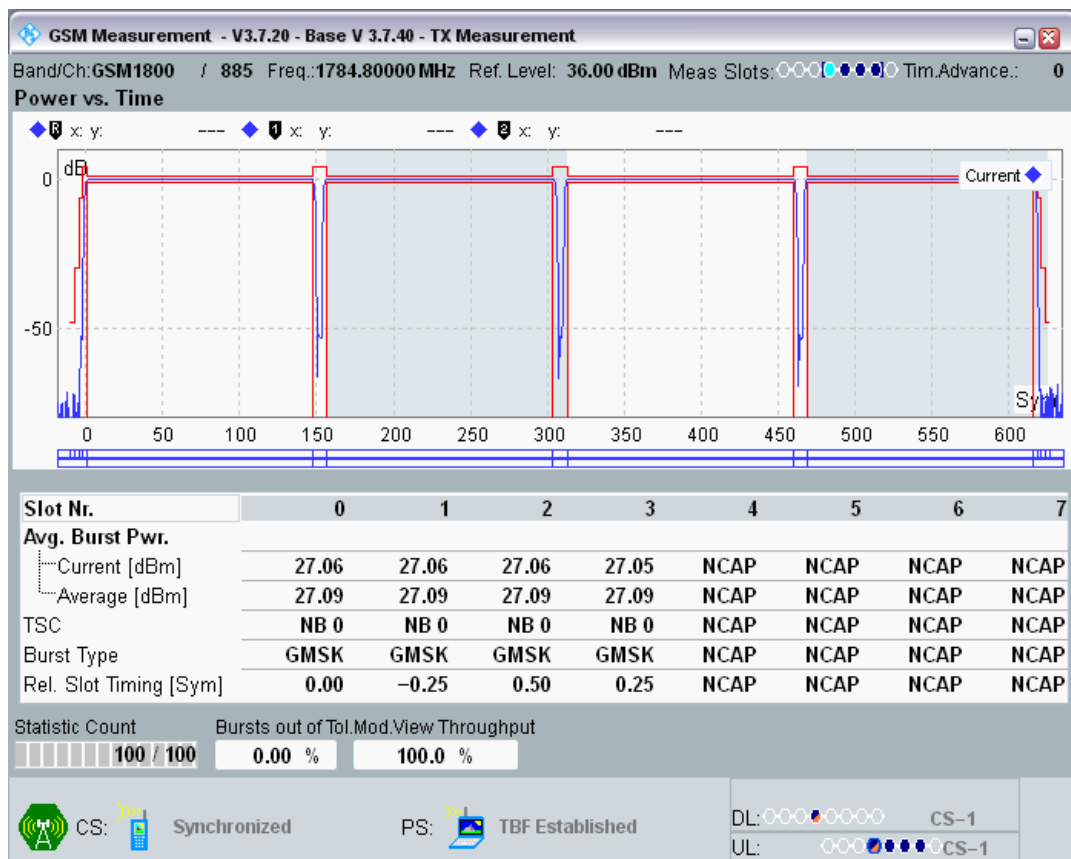 GSM Measurement - V3.7.20 - Base V 3.7.40 - TX Measurement
Band/Ch:GSM1800 / 885 Freq.:1784.80000 MHz Ref. Level: 36.00 dBm Meas Slots: Tim.Advance.: 0
Power vs. Time
R x: y: --- 1 x: y: --- 2 x: y: ---
dB
Current
0
-50
Sym
0 50 100 150 200 250 300 350 400 450 500 550 600
Slot Nr. 0 1 2 3 4 5 6 7
Avg. Burst Pwr.
Current [dBm] 27.06 27.06 27.06 27.05 NCAP NCAP NCAP NCAP
Average [dBm] 27.09 27.09 27.09 27.09 NCAP NCAP NCAP NCAP
TSC NB 0 NB 0 NB 0 NB 0 NCAP NCAP NCAP NCAP
Burst Type GMSK GMSK GMSK GMSK NCAP NCAP NCAP NCAP
Rel. Slot Timing [Sym] 0.00 −0.25 0.50 0.25 NCAP NCAP NCAP NCAP
Statistic Count Bursts out of Tol.Mod.View Throughput
100 / 100 0.00 % 100.0 %
CS: Synchronized PS: TBF Established
DL: CS−1
UL: CS−1